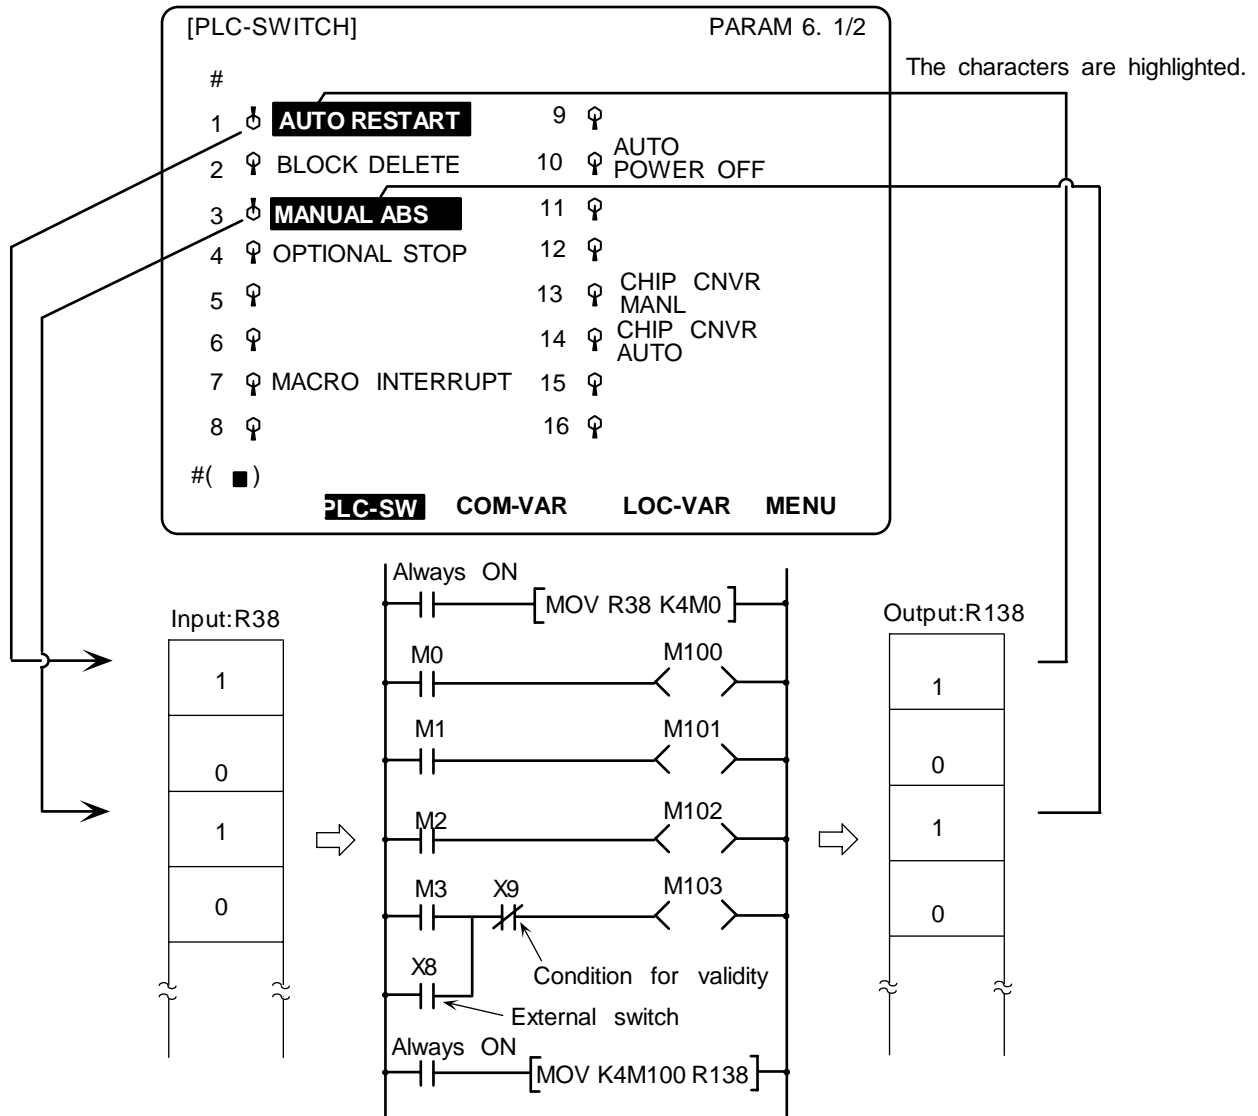 [PLC-SWITCH] PARAM 6. 1/2
The characters are highlighted.
#
1 AUTO RESTART
2 BLOCK DELETE
3 MANUAL ABS
4 OPTIONAL STOP
5
6
7 MACRO INTERRUPT
8
9
10 AUTO
POWER OFF
11
12
13 CHIP CNVR
MANL
14 CHIP CNVR
AUTO
15
16
#( ■ )
PLC-SW COM-VAR LOC-VAR MENU
Input:R38
1
0
1
0
Always ON
MOV R38 K4M0
M0 M100
M1 M101
M2 M102
M3 X9 M103
X8
Condition for validity
External switch
Always ON
MOV K4M100 R138
Output:R138
1
0
1
0